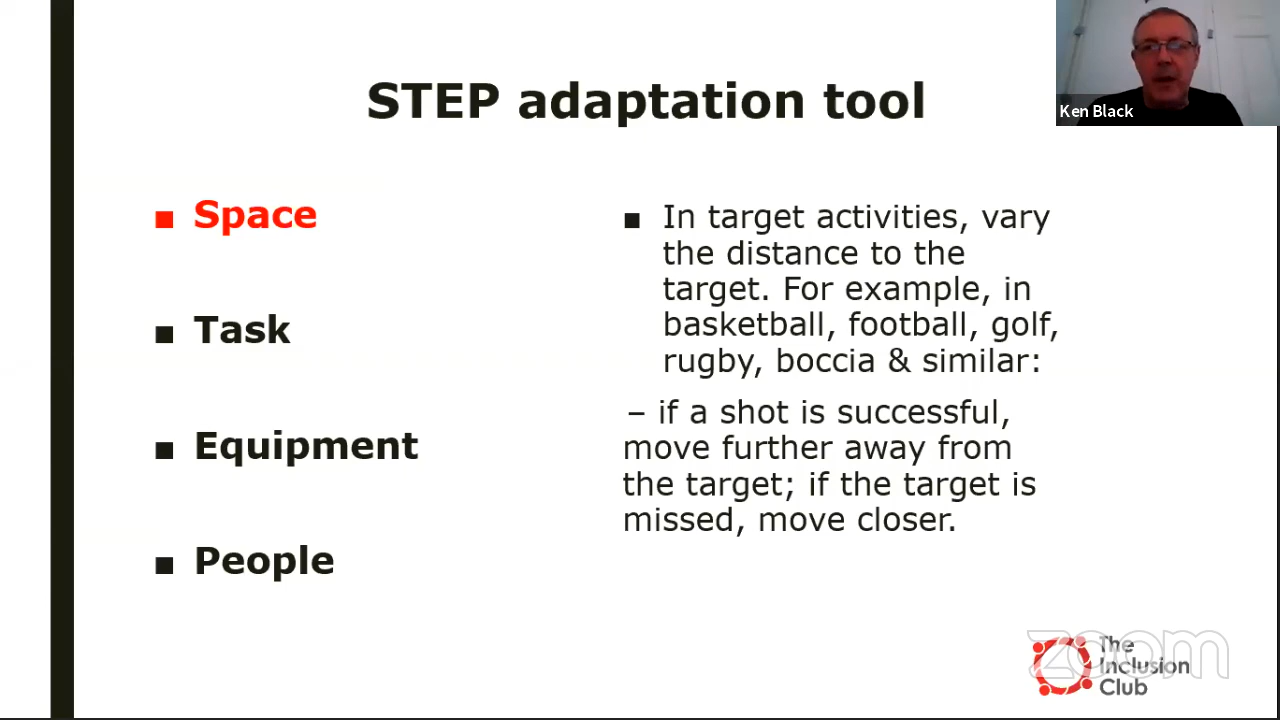 STEP adaptation tool
Ken Black
■ Space
■ Task
■ Equipment
■ People
■ In target activities, vary
the distance to the
target. For example, in
basketball, football, golf,
rugby, boccia & similar:
– if a shot is successful,
move further away from
the target; if the target is
missed, move closer.
zoom
The
Inclusion
Club